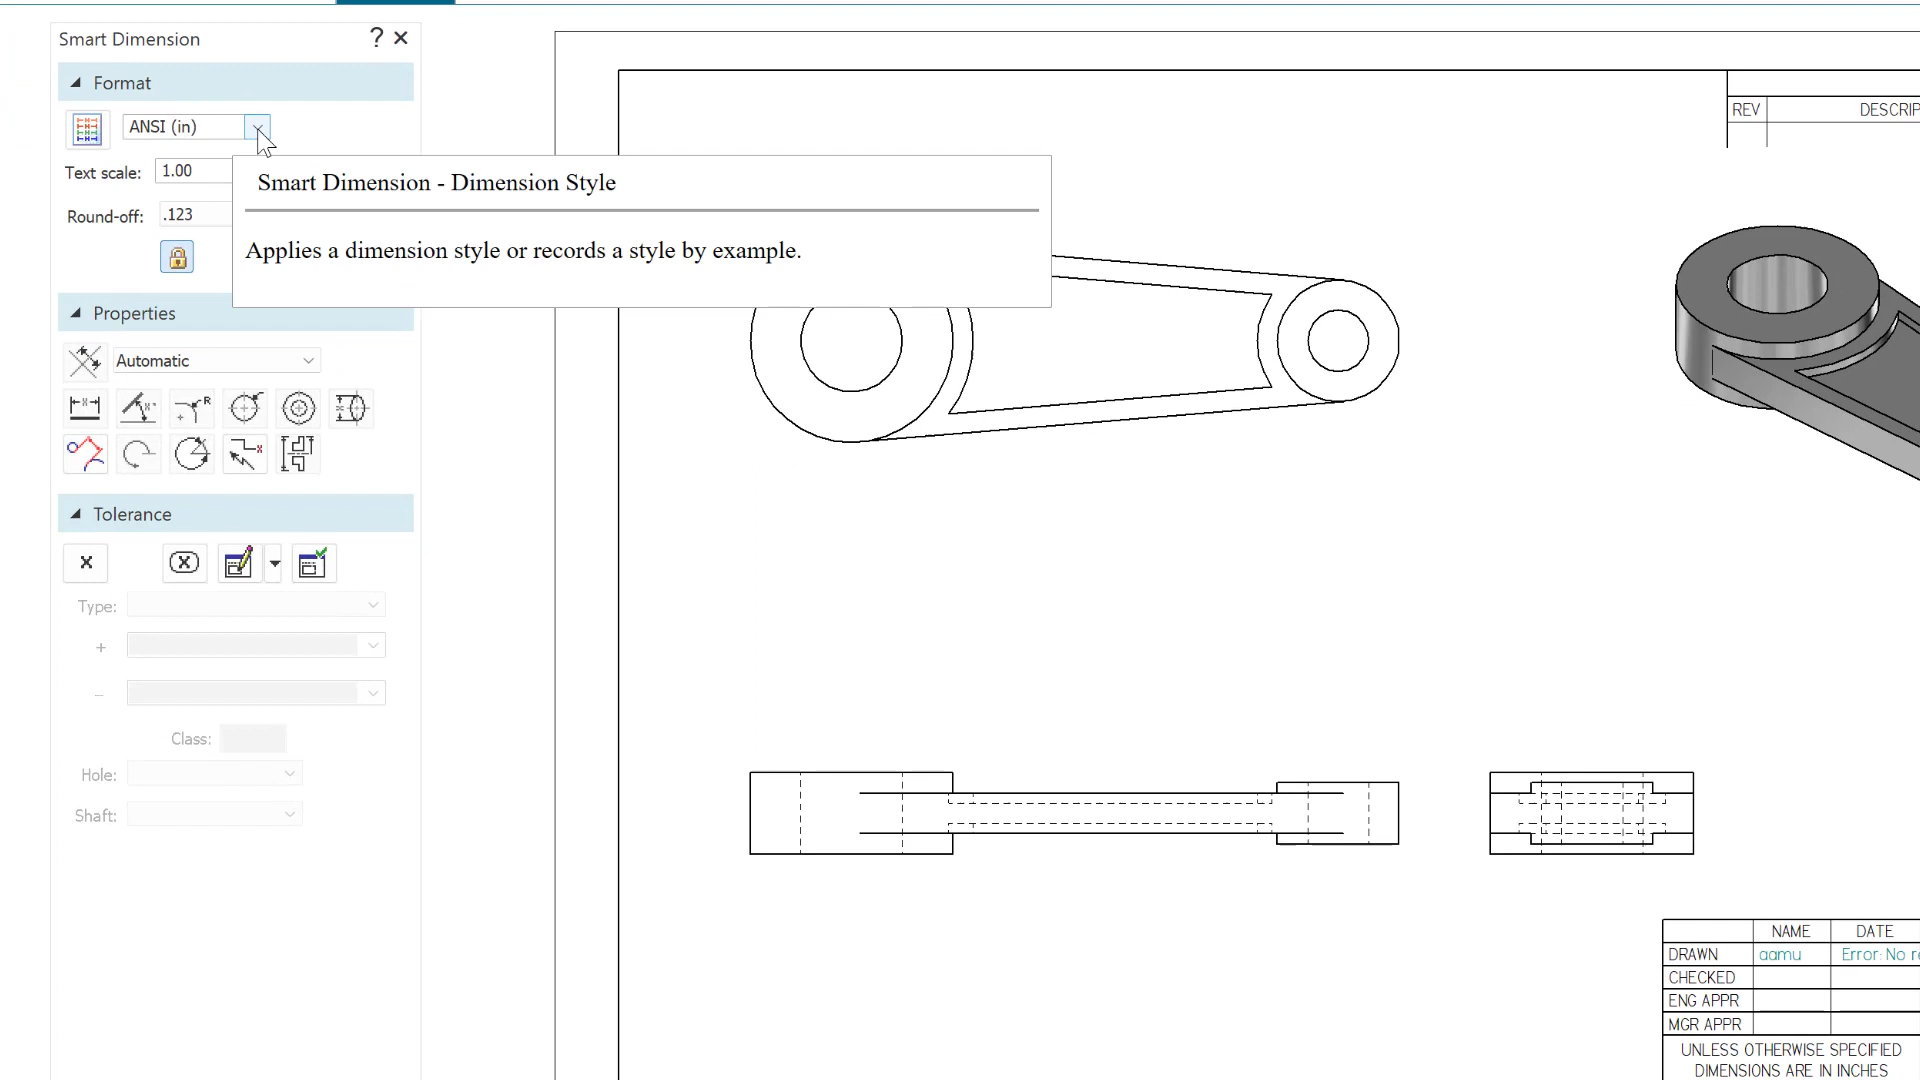 Smart Dimension
?
Format
ANSI (in)
Text scale: 1.00
Round-off: .123
Smart Dimension - Dimension Style
Applies a dimension style or records a style by example.
Properties
Automatic
Tolerance
x
Type:
+
-
Class:
Hole:
Shaft:
REV DESCRIP
NAME DATE
DRAWN aamu Error: No re
CHECKED
ENG APPR
MGR APPR
UNLESS OTHERWISE SPECIFIED
DIMENSIONS ARE IN INCHES